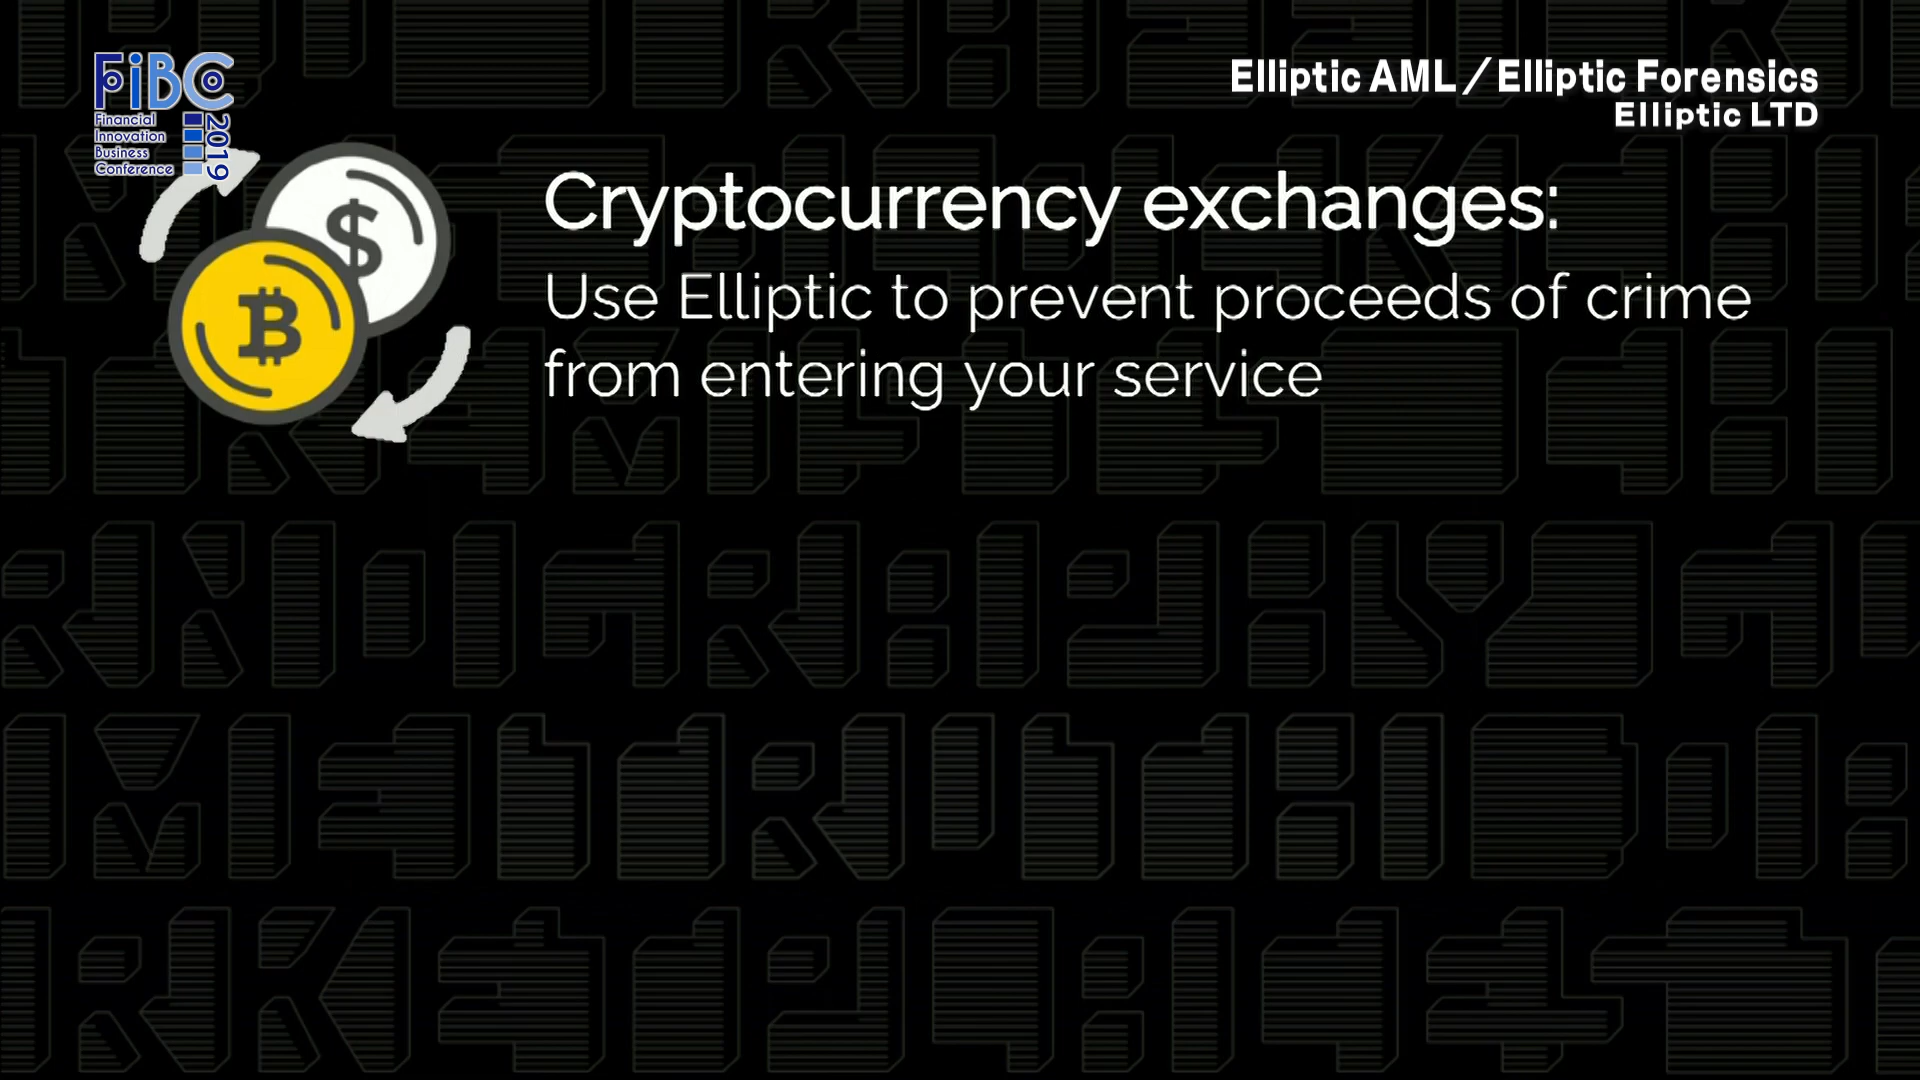 FiBC
Financial
Innovation
Business
Conference
2019
Elliptic AML／Elliptic Forensics
Elliptic LTD
Cryptocurrency exchanges:
Use Elliptic to prevent proceeds of crime
from entering your service